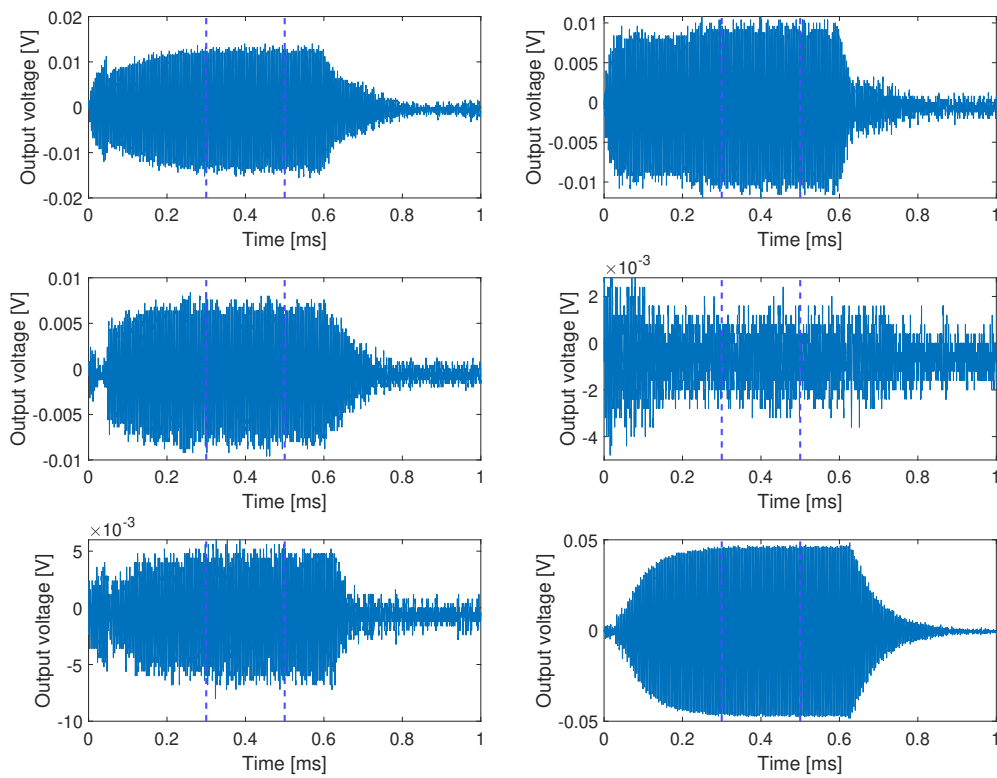 0.02
0.01
0
-0.01
-0.02
Output voltage [V]
0 0.2 0.4 0.6 0.8 1
Time [ms]
0.010
0.005
0
-0.005
-0.01
Output voltage [V]
0 0.2 0.4 0.6 0.8 1
Time [ms]
0.01
0.005
0
-0.005
-0.01
Output voltage [V]
0 0.2 0.4 0.6 0.8 1
Time [ms]
×10⁻³
2
0
-2
-4
Output voltage [V]
0 0.2 0.4 0.6 0.8 1
Time [ms]
×10⁻³
5
0
-5
-10
Output voltage [V]
0 0.2 0.4 0.6 0.8 1
Time [ms]
0.05
0
-0.05
Output voltage [V]
0 0.2 0.4 0.6 0.8 1
Time [ms]